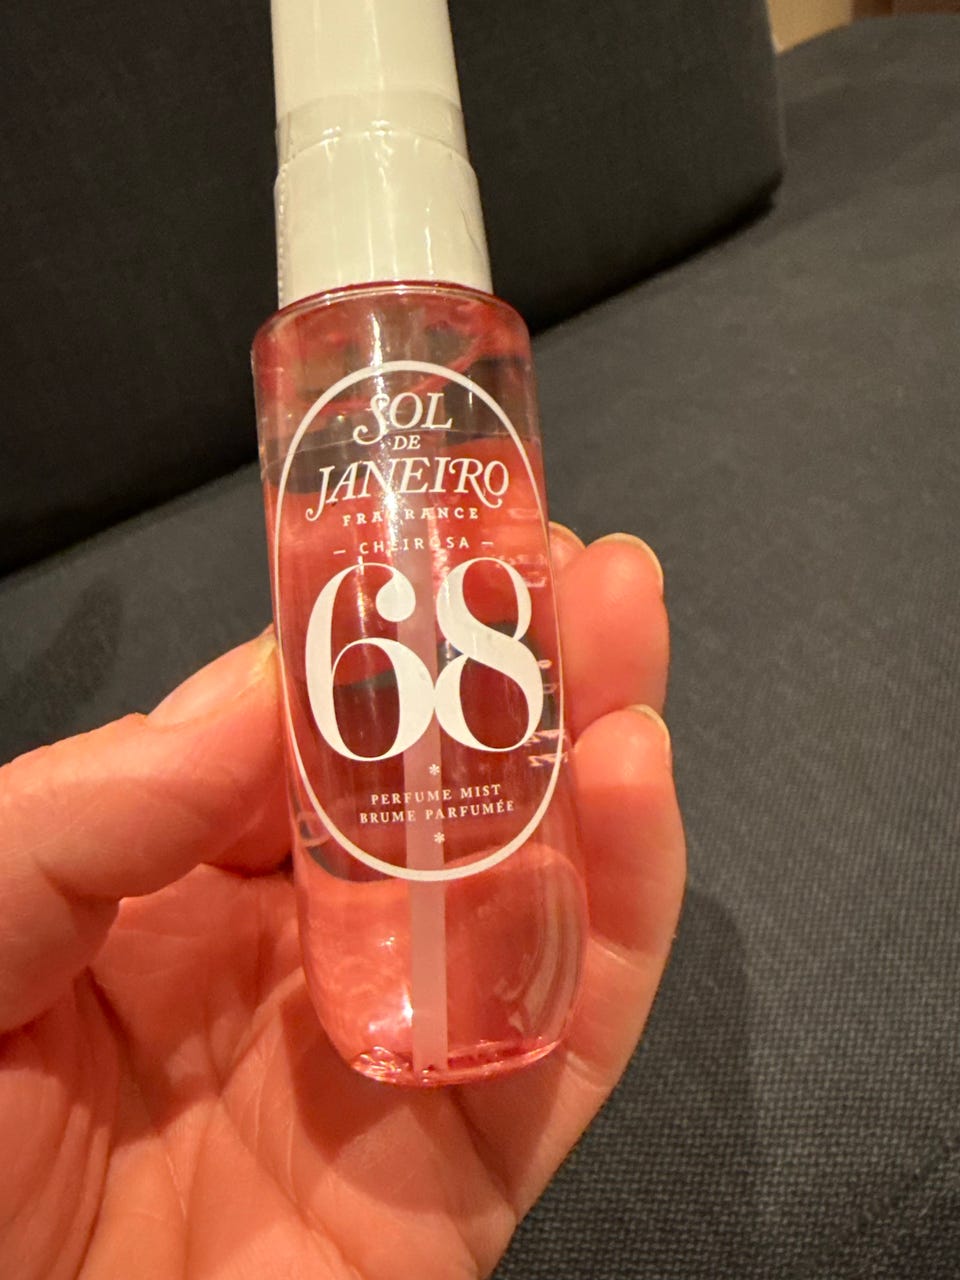 SOL
DE
JANEIRO
FRAGRANCE
– CHEIROSA –
68
*
PERFUME MIST
BRUME PARFUMÉE
*